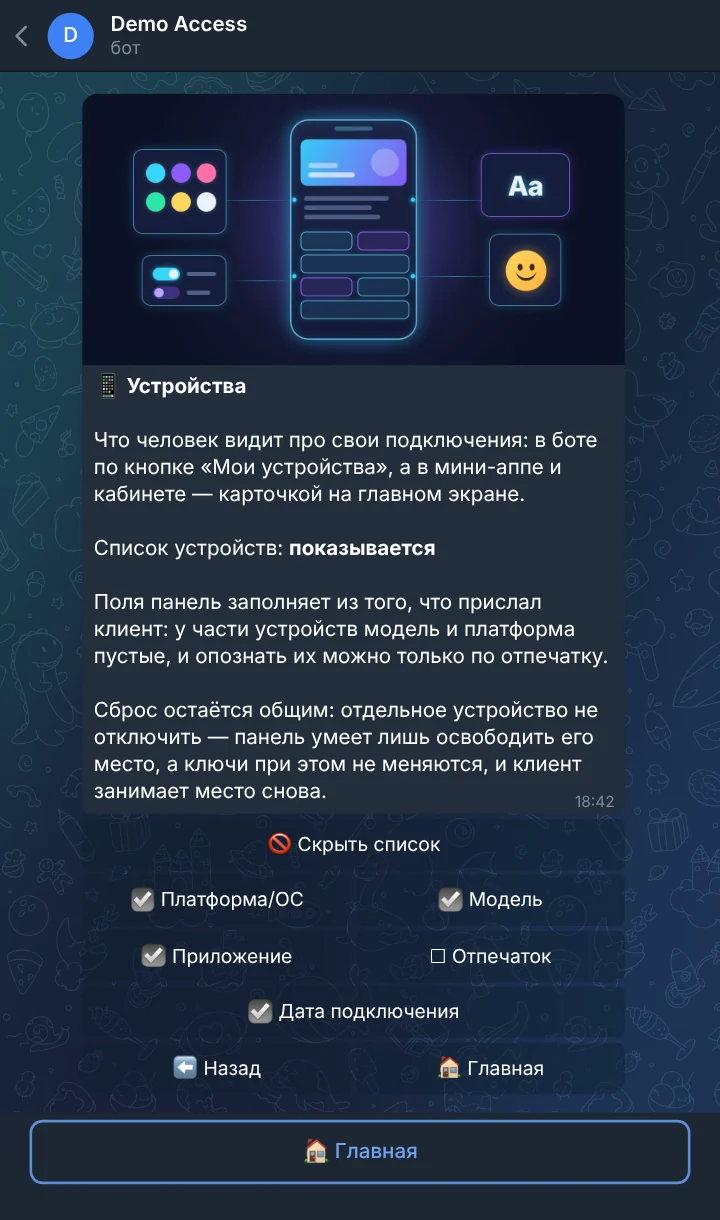 D
Demo Access
бот
Aa
📱 Устройства
Что человек видит про свои подключения: в боте
по кнопке «Мои устройства», а в мини-аппе и
кабинете — карточкой на главном экране.
Список устройств: показывается
Поля панель заполняет из того, что прислал
клиент: у части устройств модель и платформа
пустые, и опознать их можно только по отпечатку.
Сброс остаётся общим: отдельное устройство не
отключить — панель умеет лишь освободить его
место, а ключи при этом не меняются, и клиент
занимает место снова.
18:42
🚫 Скрыть список
☑️ Платформа/ОС
☑️ Модель
☑️ Приложение
☐ Отпечаток
☑️ Дата подключения
⬅️ Назад
🏠 Главная
🏠 Главная